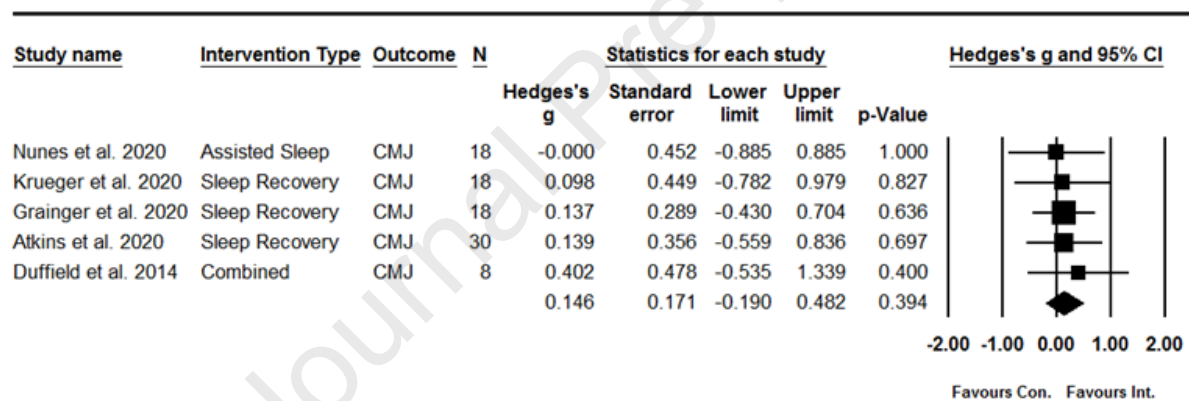 Journal Pre
Study name Intervention Type Outcome N Statistics for each study Hedges's g and 95% CI
Hedges's g Standard error Lower limit Upper limit p-Value
Nunes et al. 2020 Assisted Sleep CMJ 18 -0.000 0.452 -0.885 0.885 1.000
Krueger et al. 2020 Sleep Recovery CMJ 18 0.098 0.449 -0.782 0.979 0.827
Grainger et al. 2020 Sleep Recovery CMJ 18 0.137 0.289 -0.430 0.704 0.636
Atkins et al. 2020 Sleep Recovery CMJ 30 0.139 0.356 -0.559 0.836 0.697
Duffield et al. 2014 Combined CMJ 8 0.402 0.478 -0.535 1.339 0.400
0.146 0.171 -0.190 0.482 0.394
-2.00 -1.00 0.00 1.00 2.00
Favours Con. Favours Int.